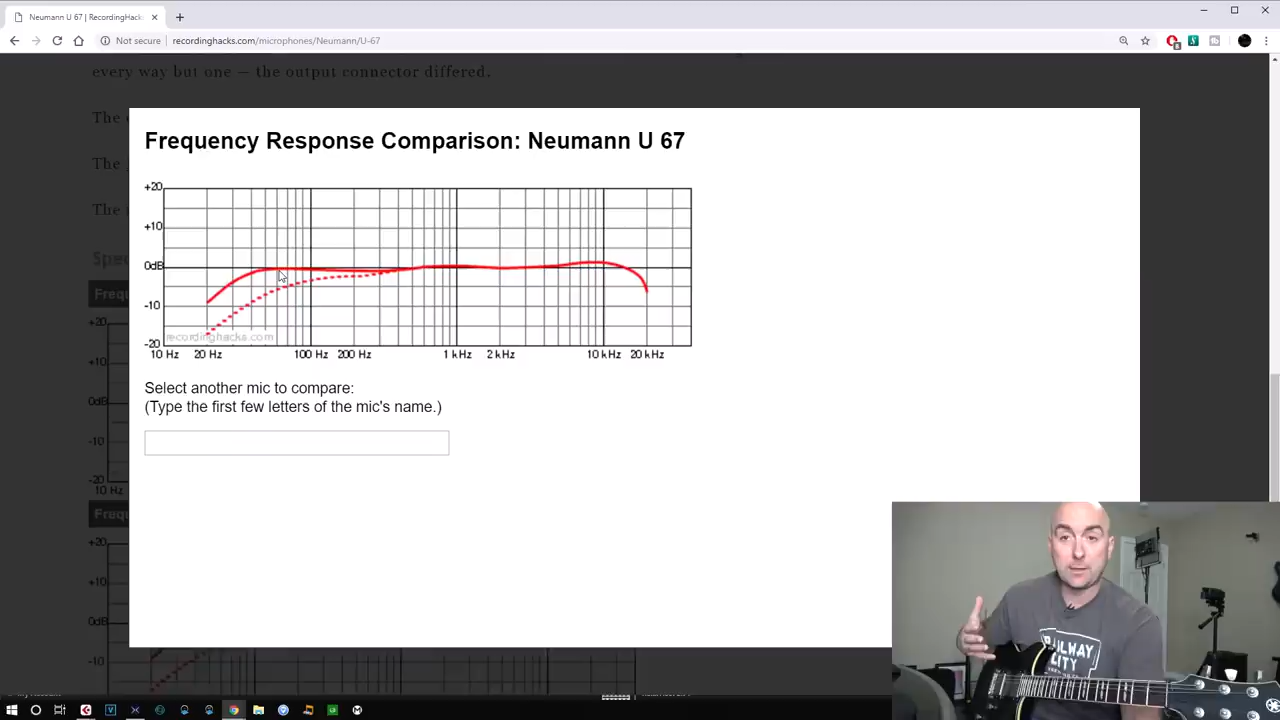 Neumann U 67 | RecordingHack
Not secure
recordinghacks.com/microphones/Neumann/U-67
every way but one — the output connector differed.
The
The
The
Frequency Response Comparison: Neumann U 67
+20
+10
0dB
-10
-20
recordinghacks.com
10 Hz 20 Hz 100 Hz 200 Hz 1 kHz 2 kHz 10 kHz 20 kHz
Select another mic to compare:
(Type the first few letters of the mic's name.)
Spec
Frequ
+20
+10
0dB
-10
-20
10 Hz
Frequ
+20
+10
0dB
-10
CITY